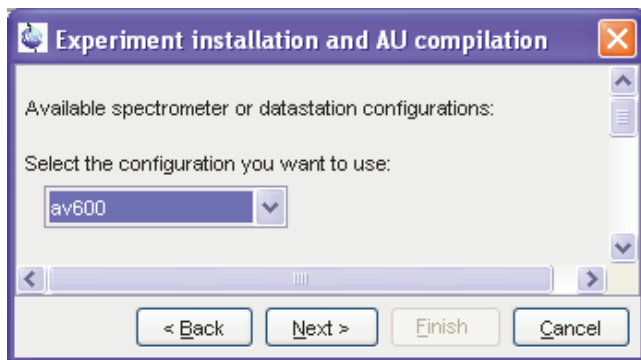 Experiment installation and AU compilation
Available spectrometer or datastation configurations:
Select the configuration you want to use:
av600
< Back Next > Finish Cancel